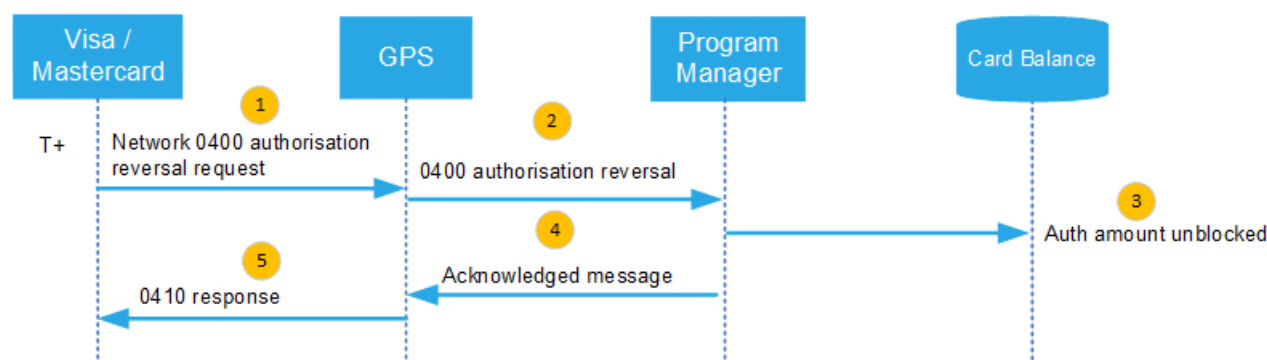 Visa /
Mastercard
GPS
Program
Manager
Card Balance
1
2
T+
Network 0400 authorisation
reversal request
0400 authorisation reversal
3
Auth amount unblocked
4
Acknowledged message
5
0410 response